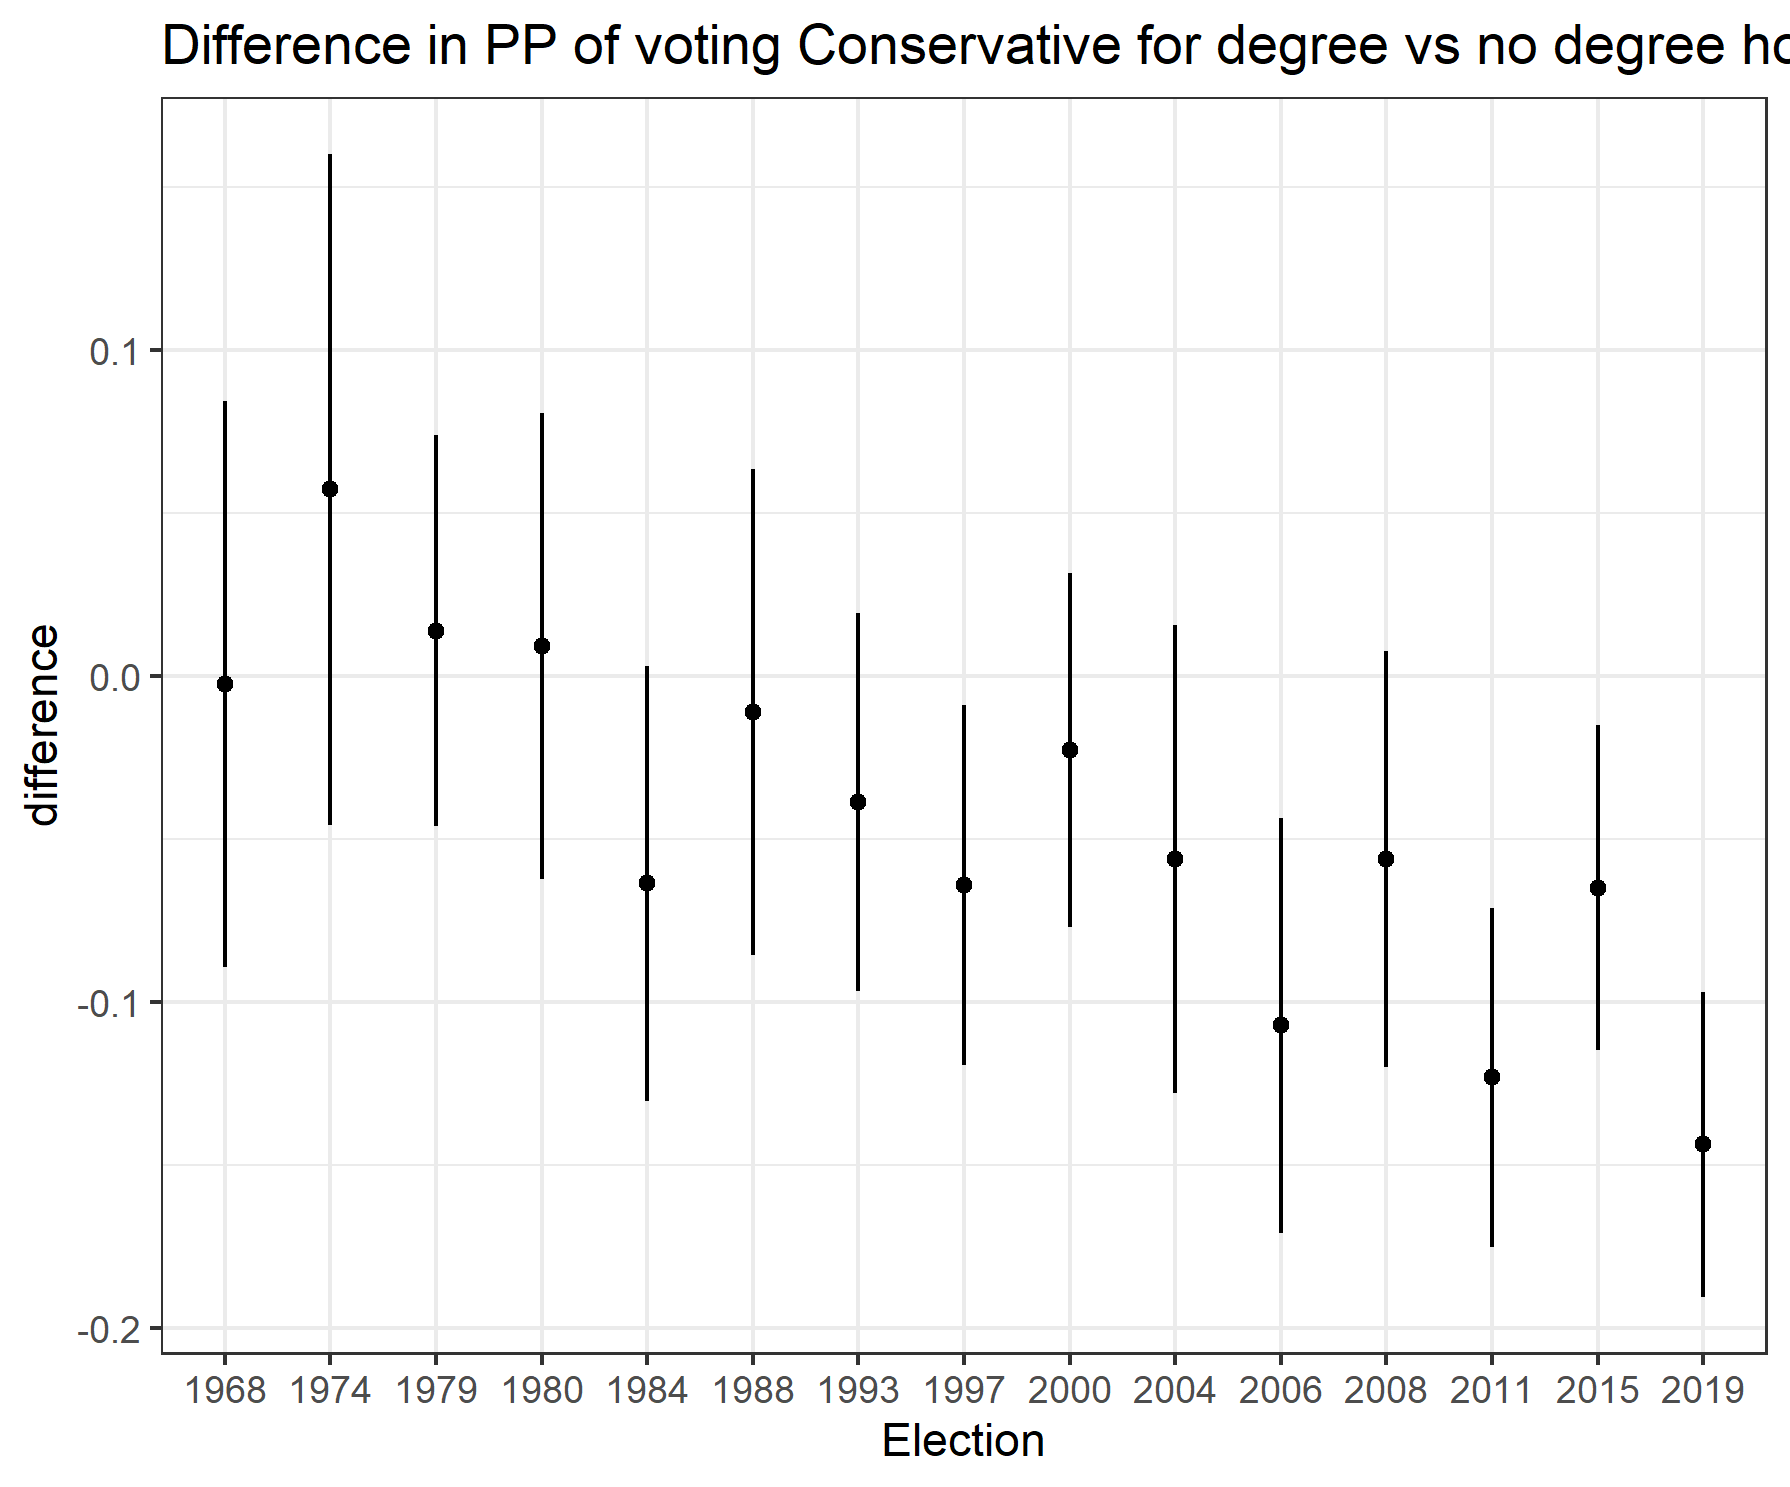 Difference in PP of voting Conservative for degree vs no degree
0.1
0.0
-0.1
-0.2
difference
1968 1974 1979 1980 1984 1988 1993 1997 2000 2004 2006 2008 2011 2015 2019
Election